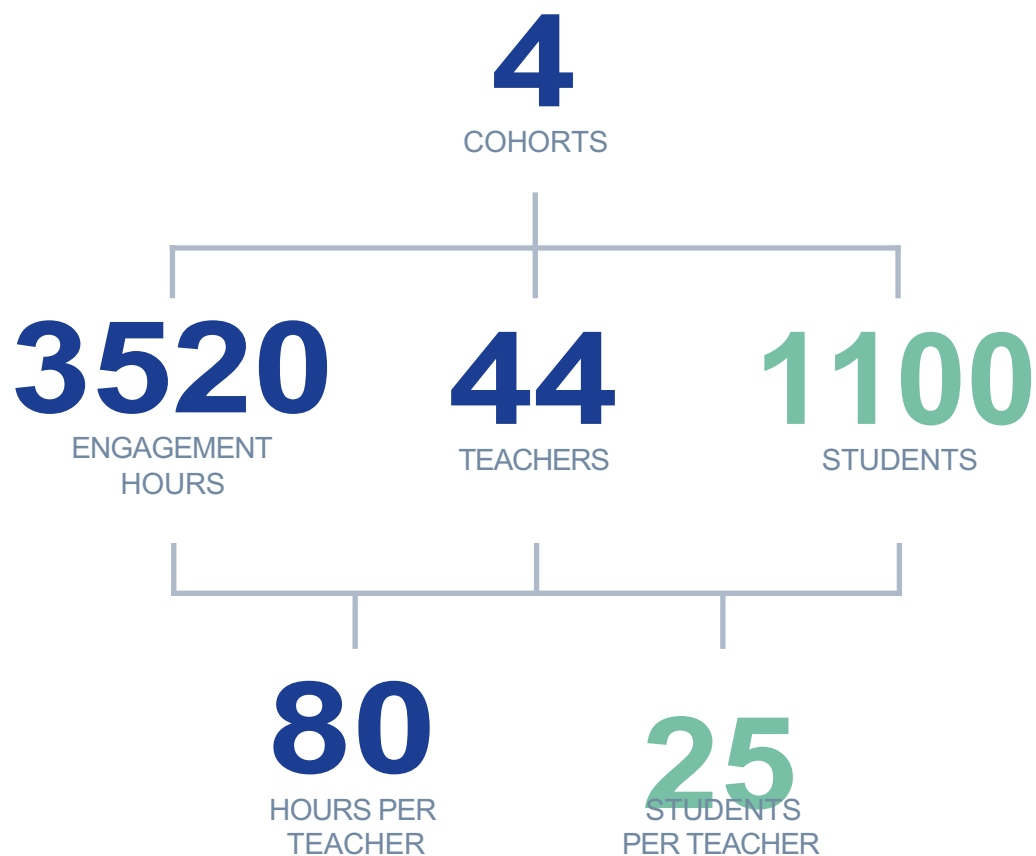 4
COHORTS
3520
ENGAGEMENT
HOURS
44
TEACHERS
1100
STUDENTS
80
HOURS PER
TEACHER
25
STUDENTS
PER TEACHER